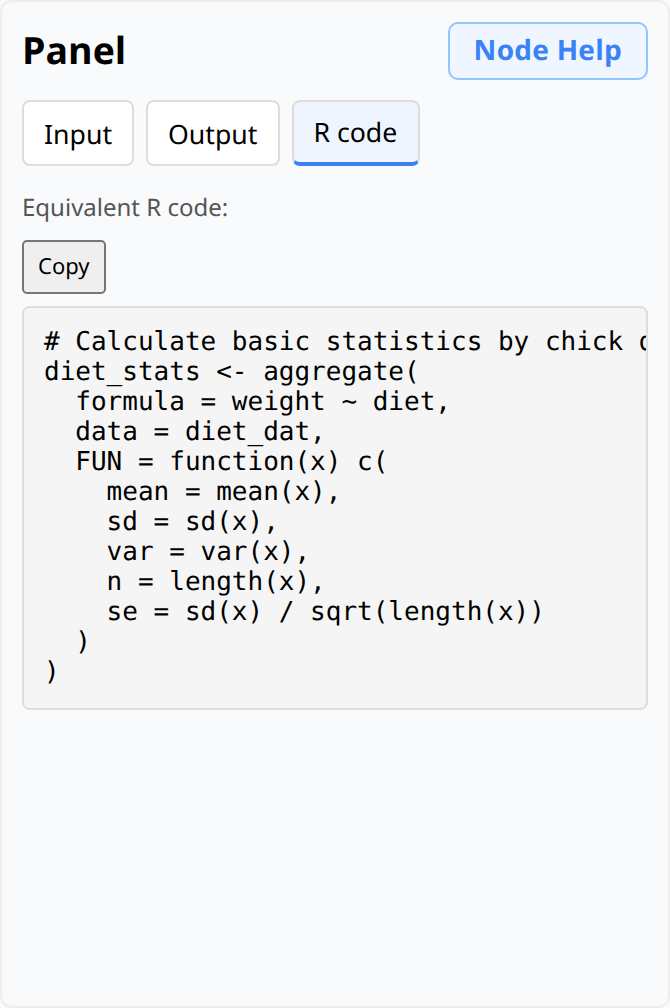 Panel
Node Help
Input Output R code
Equivalent R code:
Copy
# Calculate basic statistics by chick
diet_stats <- aggregate(
  formula = weight ~ diet,
  data = diet_dat,
  FUN = function(x) c(
    mean = mean(x),
    sd = sd(x),
    var = var(x),
    n = length(x),
    se = sd(x) / sqrt(length(x))
  )
)